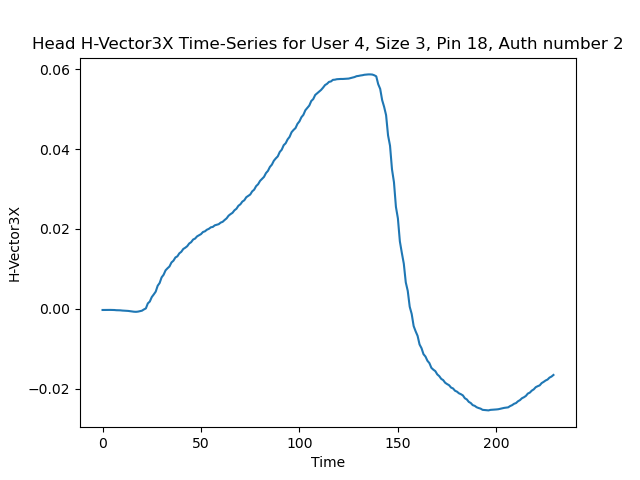 Head H-Vector3X Time-Series for User 4, Size 3, Pin 18, Auth number 2
0.06
0.04
0.02
0.00
−0.02
H-Vector3X
0 50 100 150 200
Time